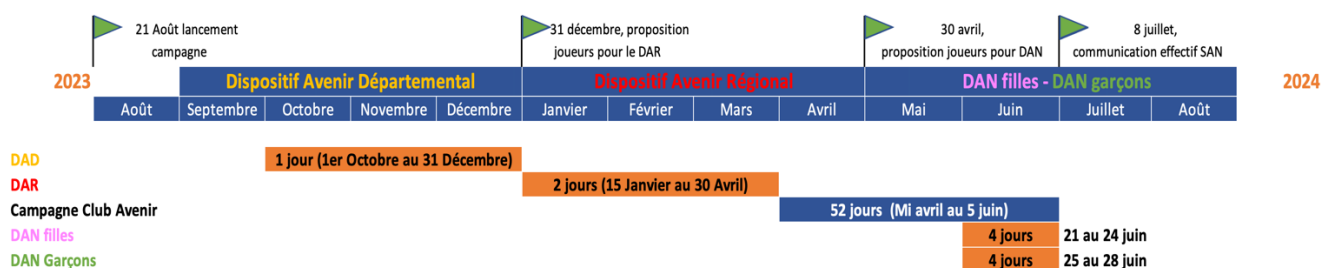 21 Août lancement
campagne
31 décembre, proposition
joueurs pour le DAR
30 avril,
proposition joueurs pour DAN
8 juillet,
communication effectif SAN
2023 Dispositif Avenir Départemental Dispositif Avenir Régional DAN filles - DAN garçons 2024
Août Septembre Octobre Novembre Décembre Janvier Février Mars Avril Mai Juin Juillet Août
DAD 1 jour (1er Octobre au 31 Décembre)
DAR 2 jours (15 Janvier au 30 Avril)
Campagne Club Avenir 52 jours (Mi avril au 5 juin)
DAN filles 4 jours 21 au 24 juin
DAN Garçons 4 jours 25 au 28 juin